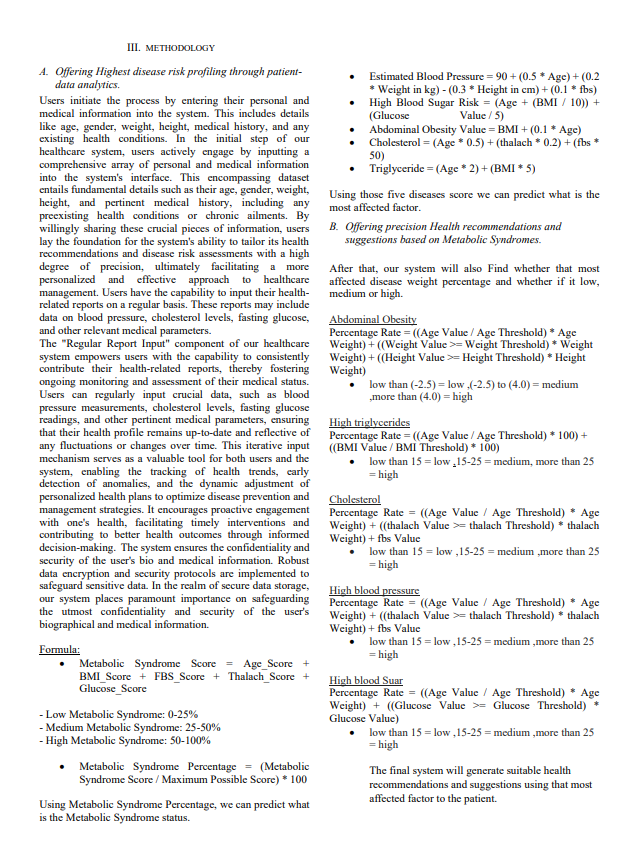 III. METHODOLOGY
A. Offering Highest disease risk profiling through patient-
data analytics.
Users initiate the process by entering their personal and
medical information into the system. This includes details
like age, gender, weight, height, medical history, and any
existing health conditions. In the initial step of our
healthcare system, users actively engage by inputting a
comprehensive array of personal and medical information
into the system's interface. This encompassing dataset
entails fundamental details such as their age, gender, weight,
height, and pertinent medical history, including any
preexisting health conditions or chronic ailments. By
willingly sharing these crucial pieces of information, users
lay the foundation for the system's ability to tailor its health
recommendations and disease risk assessments with a high
degree of precision, ultimately facilitating a more
personalized and effective approach to healthcare
management. Users have the capability to input their health-
related reports on a regular basis. These reports may include
data on blood pressure, cholesterol levels, fasting glucose,
and other relevant medical parameters.
The "Regular Report Input" component of our healthcare
system empowers users with the capability to consistently
contribute their health-related reports, thereby fostering
ongoing monitoring and assessment of their medical status.
Users can regularly input crucial data, such as blood
pressure measurements, cholesterol levels, fasting glucose
readings, and other pertinent medical parameters, ensuring
that their health profile remains up-to-date and reflective of
any fluctuations or changes over time. This iterative input
mechanism serves as a valuable tool for both users and the
system, enabling the tracking of health trends, early
detection of anomalies, and the dynamic adjustment of
personalized health plans to optimize disease prevention and
management strategies. It encourages proactive engagement
with one's health, facilitating timely interventions and
contributing to better health outcomes through informed
decision-making. The system ensures the confidentiality and
security of the user's bio and medical information. Robust
data encryption and security protocols are implemented to
safeguard sensitive data. In the realm of secure data storage,
our system places paramount importance on safeguarding
the utmost confidentiality and security of the user's
biographical and medical information.
Formula:
• Metabolic Syndrome Score = Age_Score +
BMI_Score + FBS_Score + Thalach_Score +
Glucose_Score
- Low Metabolic Syndrome: 0-25%
- Medium Metabolic Syndrome: 25-50%
- High Metabolic Syndrome: 50-100%
• Metabolic Syndrome Percentage = (Metabolic
Syndrome Score / Maximum Possible Score) * 100
Using Metabolic Syndrome Percentage, we can predict what
is the Metabolic Syndrome status.
• Estimated Blood Pressure = 90 + (0.5 * Age) + (0.2
* Weight in kg) - (0.3 * Height in cm) + (0.1 * fbs)
• High Blood Sugar Risk = (Age + (BMI / 10)) +
(Glucose Value / 5)
• Abdominal Obesity Value = BMI + (0.1 * Age)
• Cholesterol = (Age * 0.5) + (thalach * 0.2) + (fbs *
50)
• Triglyceride = (Age * 2) + (BMI * 5)
Using those five diseases score we can predict what is the
most affected factor.
B. Offering precision Health recommendations and
suggestions based on Metabolic Syndromes.
After that, our system will also Find whether that most
affected disease weight percentage and whether if it low,
medium or high.
Abdominal Obesity
Percentage Rate = ((Age Value / Age Threshold) * Age
Weight) + ((Weight Value >= Weight Threshold) * Weight
Weight) + ((Height Value >= Height Threshold) * Height
Weight)
• low than (-2.5) = low ,(-2.5) to (4.0) = medium
,more than (4.0) = high
High triglycerides
Percentage Rate = ((Age Value / Age Threshold) * 100) +
((BMI Value / BMI Threshold) * 100)
• low than 15 = low ,15-25 = medium, more than 25
= high
Cholesterol
Percentage Rate = ((Age Value / Age Threshold) * Age
Weight) + ((thalach Value >= thalach Threshold) * thalach
Weight) + fbs Value
• low than 15 = low ,15-25 = medium ,more than 25
= high
High blood pressure
Percentage Rate = ((Age Value / Age Threshold) * Age
Weight) + ((thalach Value >= thalach Threshold) * thalach
Weight) + fbs Value
• low than 15 = low ,15-25 = medium ,more than 25
= high
High blood Suar
Percentage Rate = ((Age Value / Age Threshold) * Age
Weight) + ((Glucose Value >= Glucose Threshold) *
Glucose Value)
• low than 15 = low ,15-25 = medium ,more than 25
= high
The final system will generate suitable health
recommendations and suggestions using that most
affected factor to the patient.